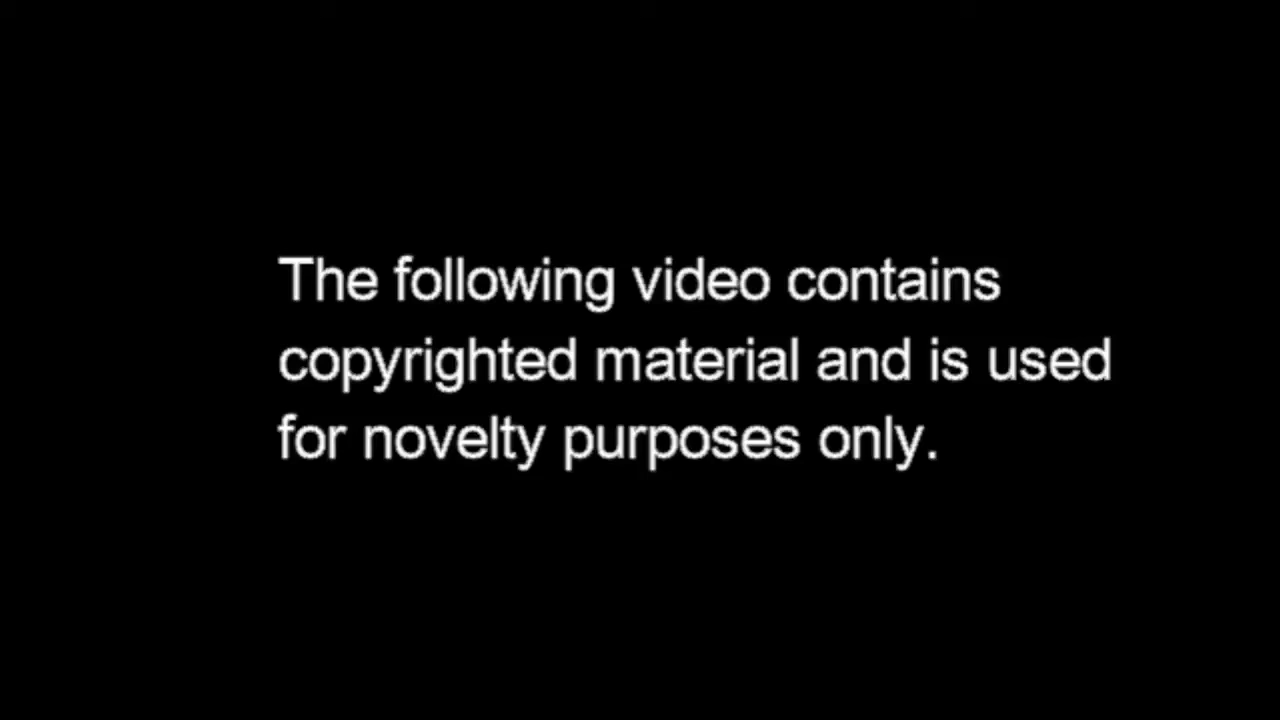 The following video contains
copyrighted material and is used
for novelty purposes only.